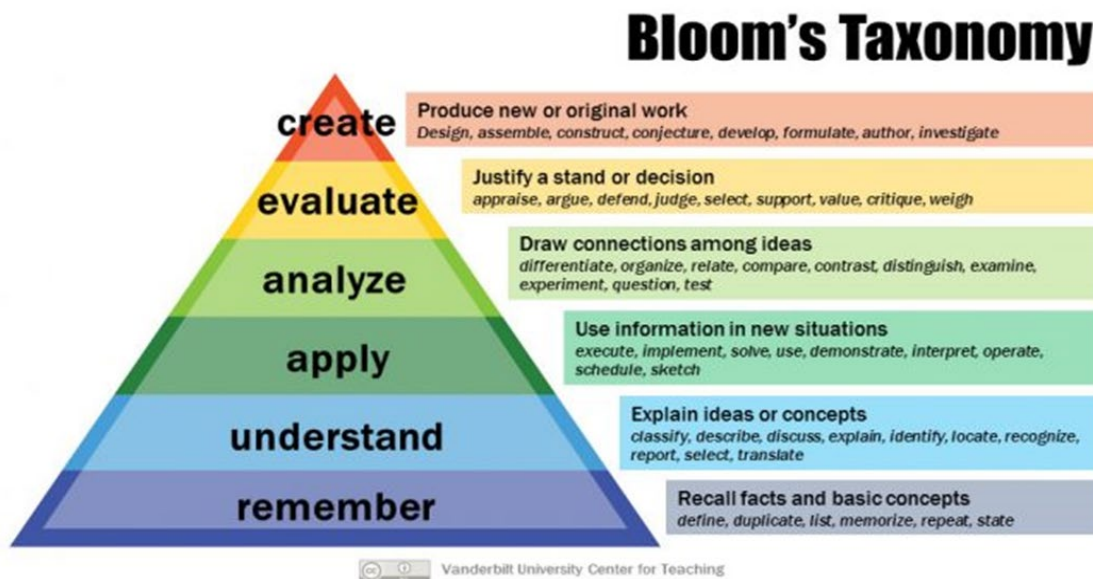 Bloom's Taxonomy
create
Produce new or original work
Design, assemble, construct, conjecture, develop, formulate, author, investigate
evaluate
Justify a stand or decision
appraise, argue, defend, judge, select, support, value, critique, weigh
analyze
Draw connections among ideas
differentiate, organize, relate, compare, contrast, distinguish, examine,
experiment, question, test
apply
Use information in new situations
execute, implement, solve, use, demonstrate, interpret, operate,
schedule, sketch
understand
Explain ideas or concepts
classify, describe, discuss, explain, identify, locate, recognize,
report, select, translate
remember
Recall facts and basic concepts
define, duplicate, list, memorize, repeat, state
cc
Vanderbilt University Center for Teaching